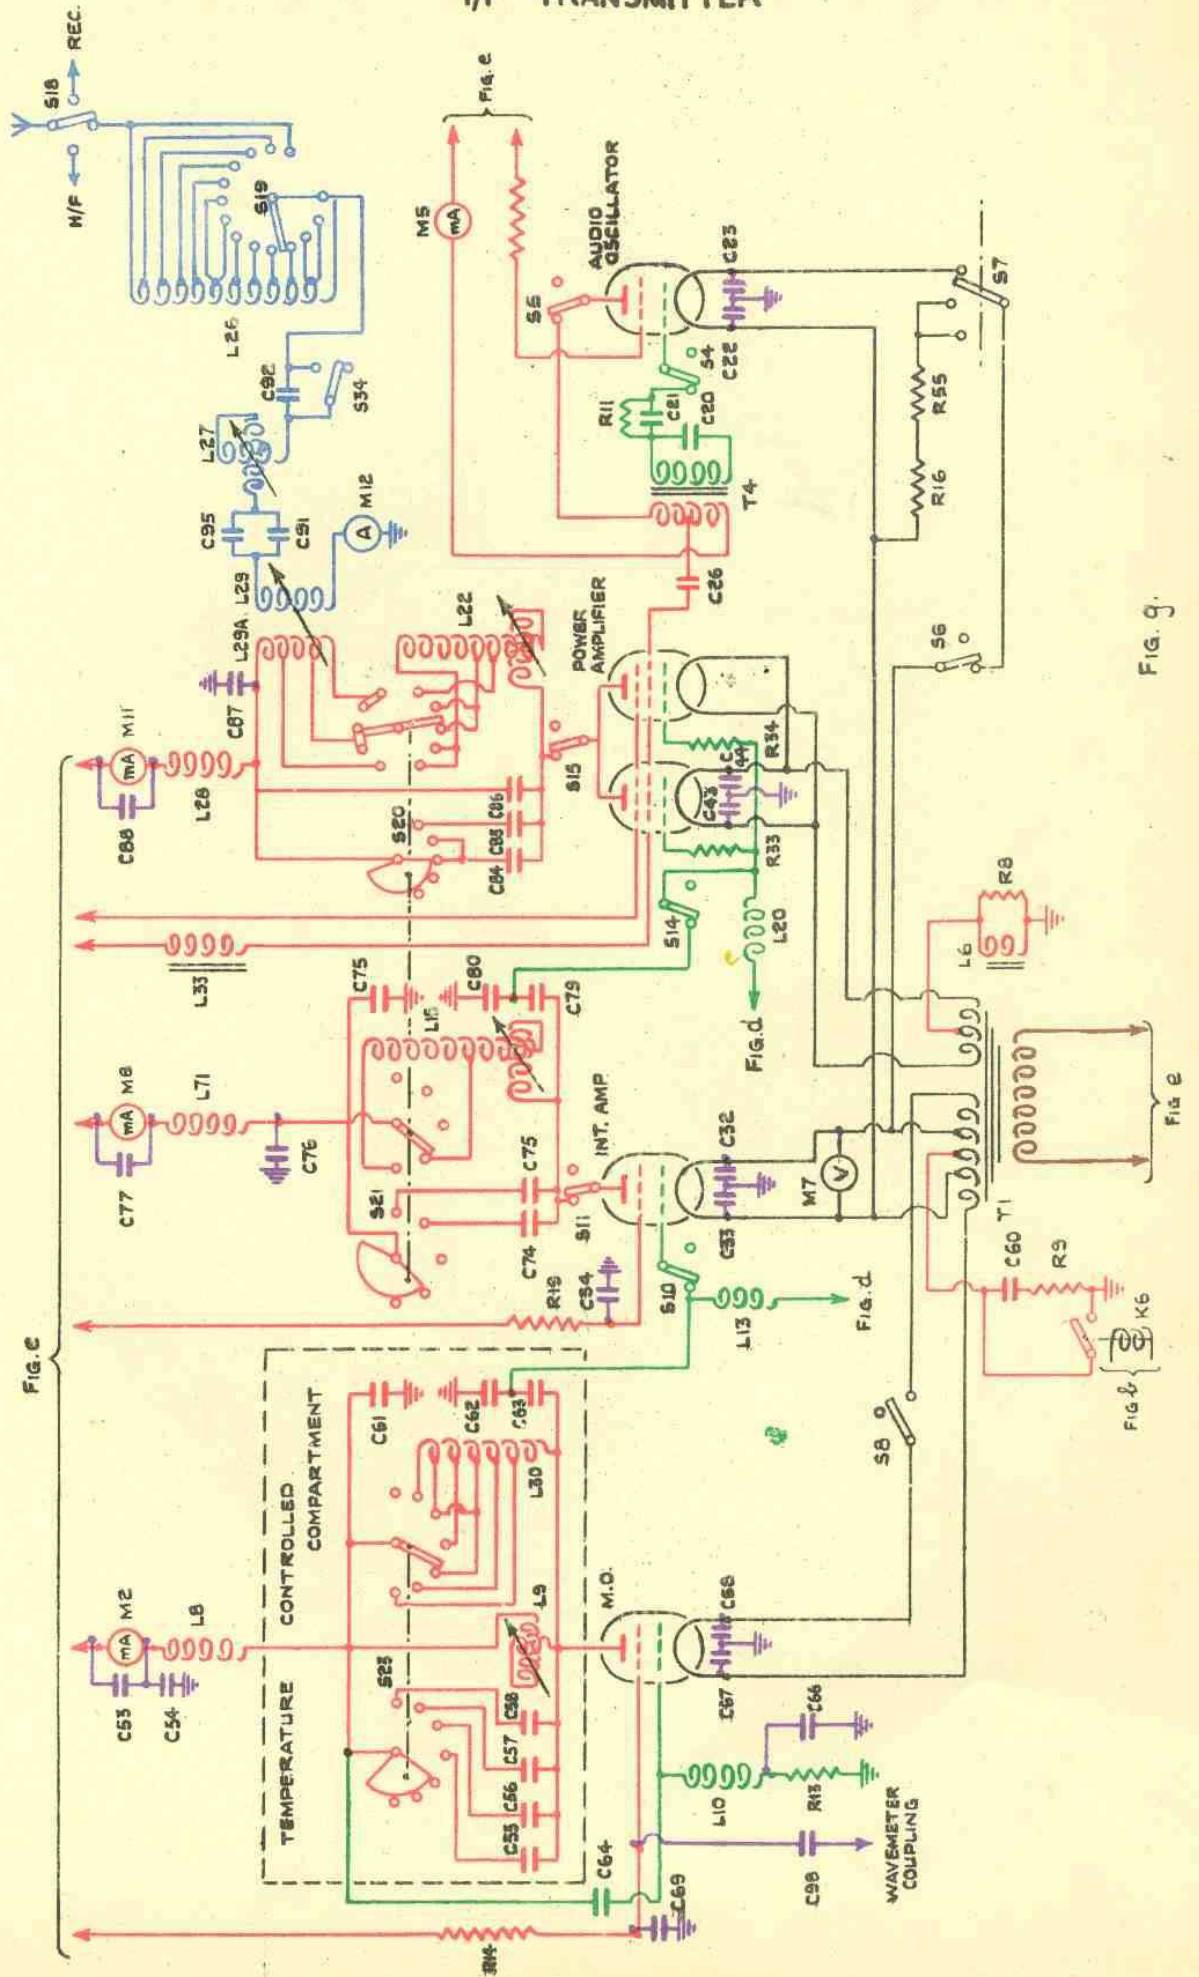 TRANSMITTER
FIG. e
FIG. e
H/F
S18
REC.
M5
mA
S5
AUDIO
OSCILLATOR
S19
L26
C92
S34
L27
C95
C91
A
M12
L29
L29A
L22
C87
M11
mA
C88
L28
S20
C84
C85
C86
S15
POWER
AMPLIFIER
R11
C21
C20
S4
C22
C23
T4
C26
L33
C75
C80
C79
L15
S14
R33
C43
C44
R34
L20
FIG. d
R16
R55
S7
S6
M8
mA
C77
L71
C76
S21
C74
C75
S11
INT. AMP.
R19
C34
S10
C33
C32
L13
FIG. d
M7
V
L6
R8
T1
FIG e
C60
R9
K6
FIG b
S8
M2
mA
C53
C54
L8
TEMPERATURE CONTROLLED
COMPARTMENT
S23
C61
C62
C63
L30
L9
C55
C56
C57
C58
M.O.
C64
C69
R14
C67
C68
L10
R13
C66
C98
WAVEMETER
COUPLING
FIG. g.